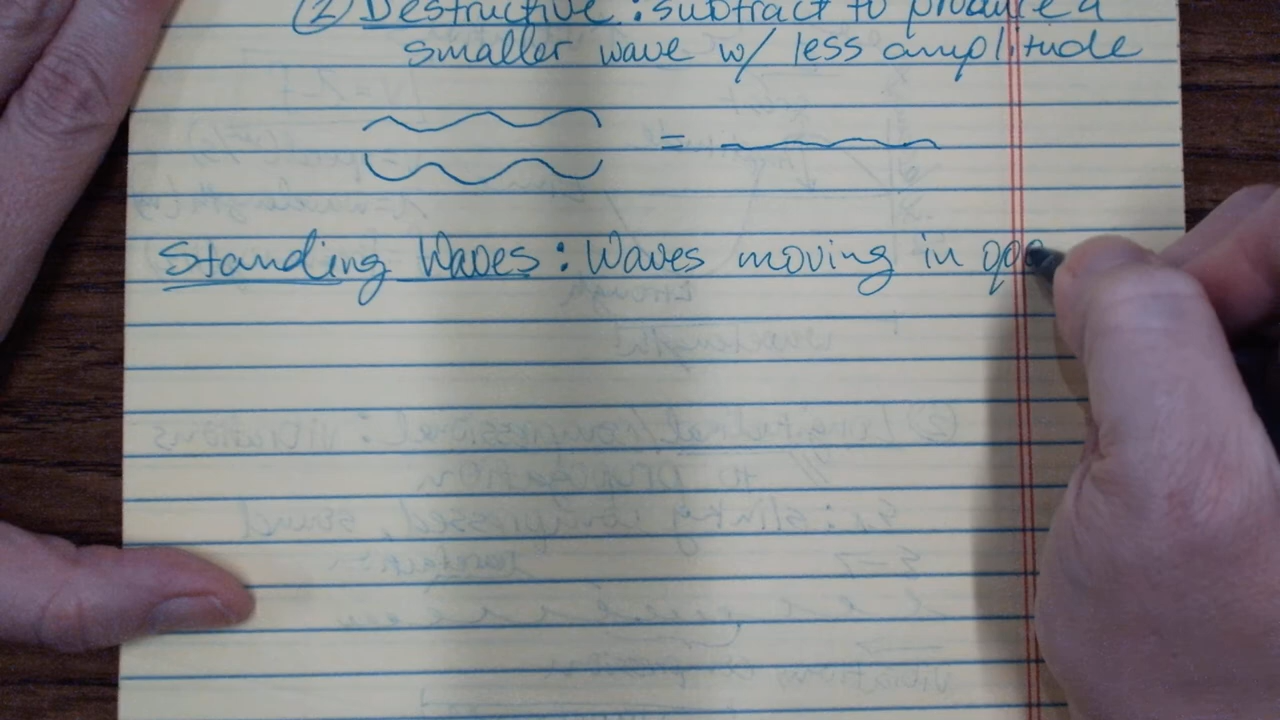 ② Destructive : subtract to produce a
smaller wave w/ less amplitude
=
Standing Waves : Waves moving in opp